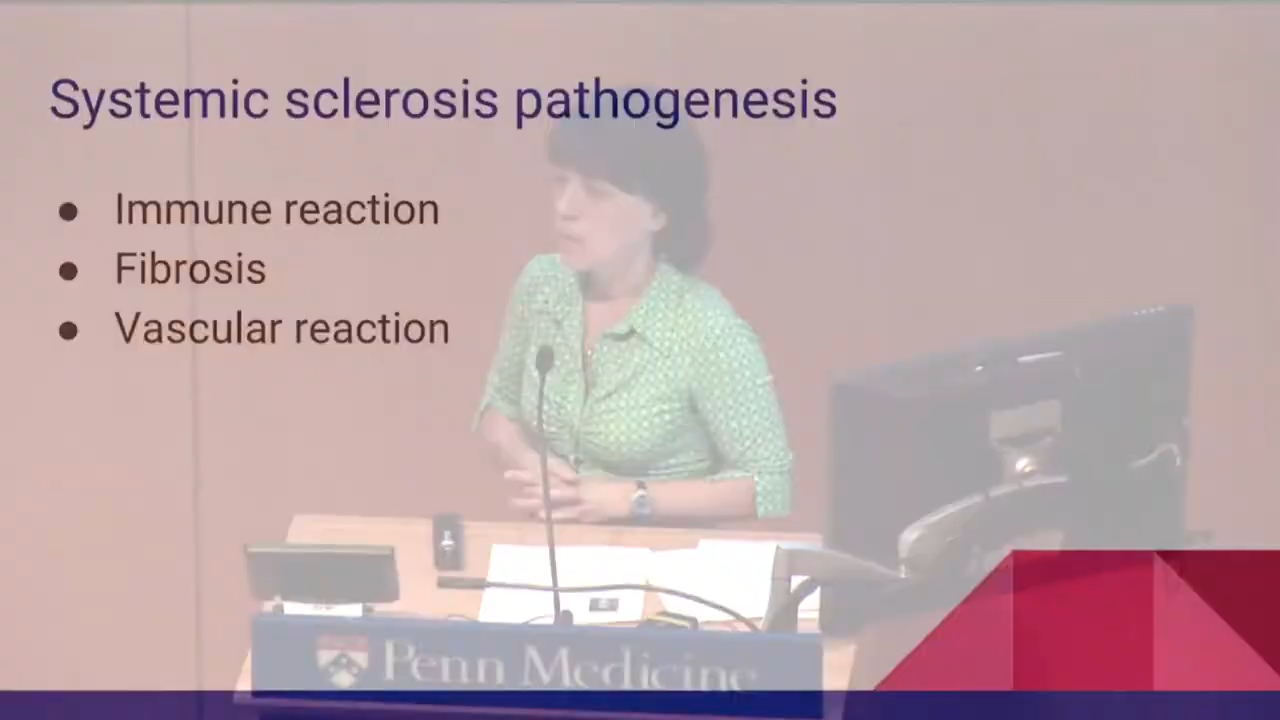 Systemic sclerosis pathogenesis
● Immune reaction
● Fibrosis
● Vascular reaction
Penn Medicine